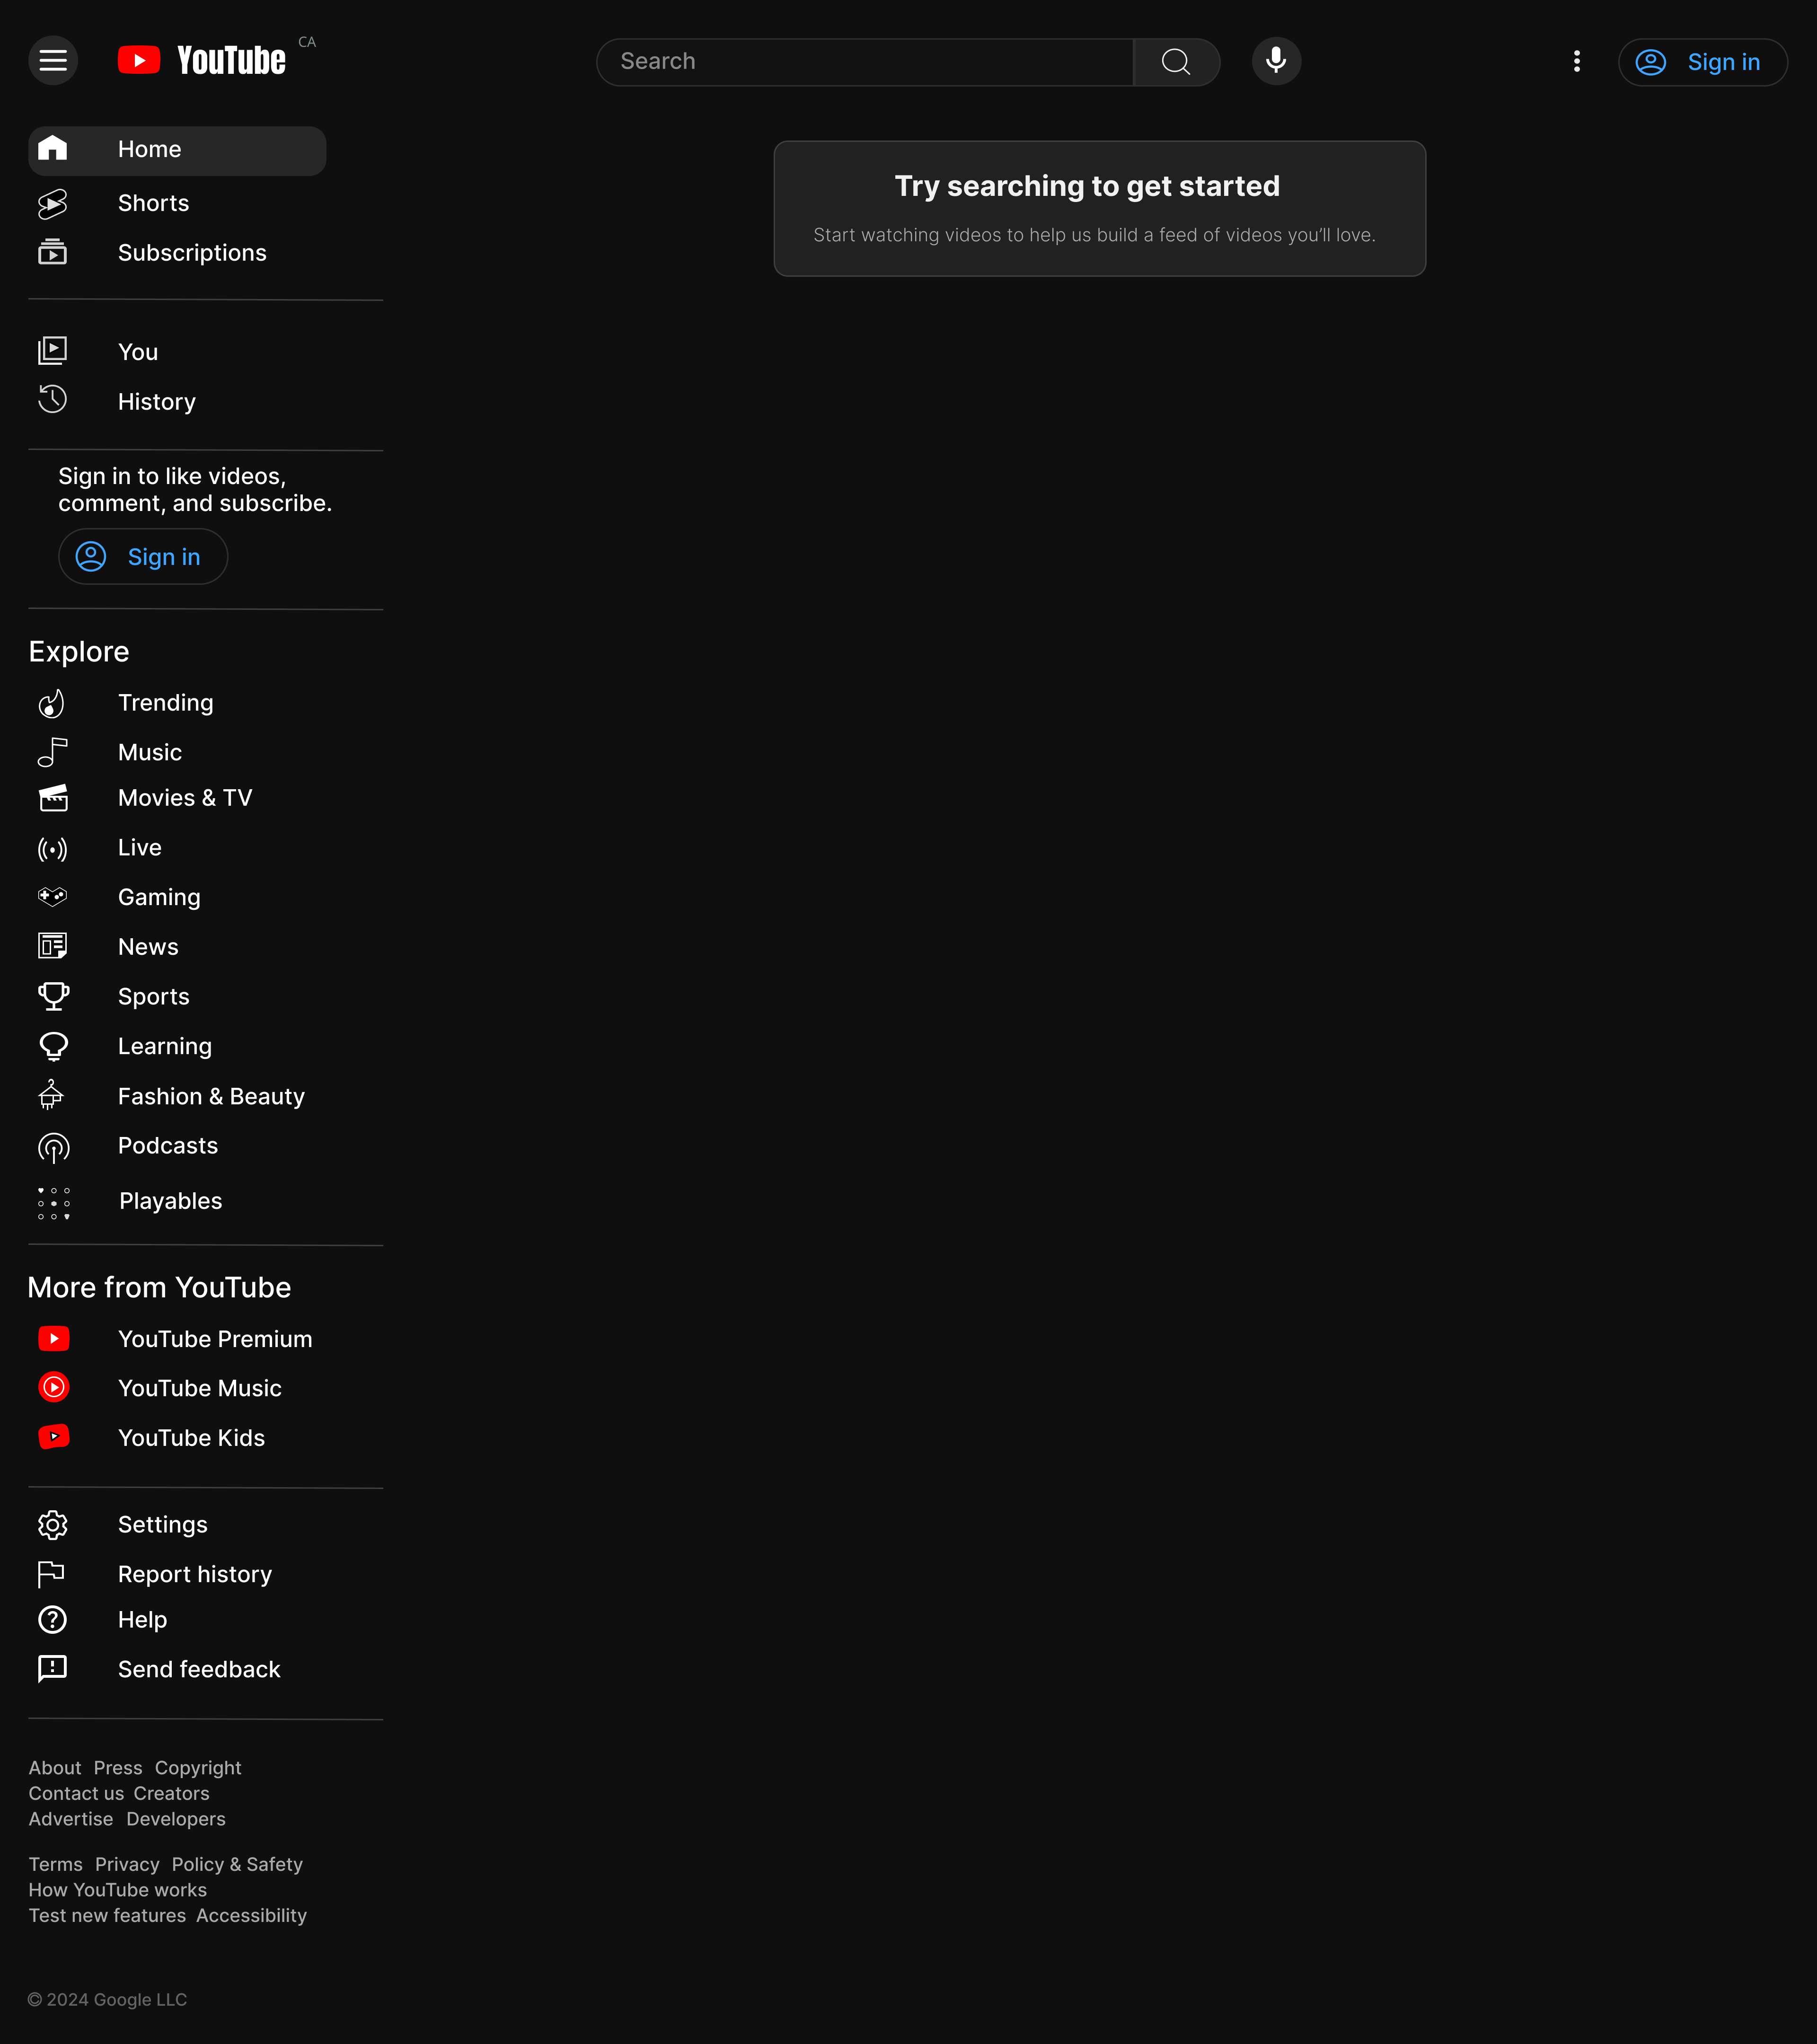 YouTube CA
Search
Sign in
Home
Shorts
Subscriptions
You
History
Sign in to like videos,
comment, and subscribe.
Sign in
Explore
Trending
Music
Movies & TV
Live
Gaming
News
Sports
Learning
Fashion & Beauty
Podcasts
Playables
More from YouTube
YouTube Premium
YouTube Music
YouTube Kids
Settings
Report history
Help
Send feedback
About Press Copyright
Contact us Creators
Advertise Developers
Terms Privacy Policy & Safety
How YouTube works
Test new features Accessibility
© 2024 Google LLC
Try searching to get started
Start watching videos to help us build a feed of videos you’ll love.